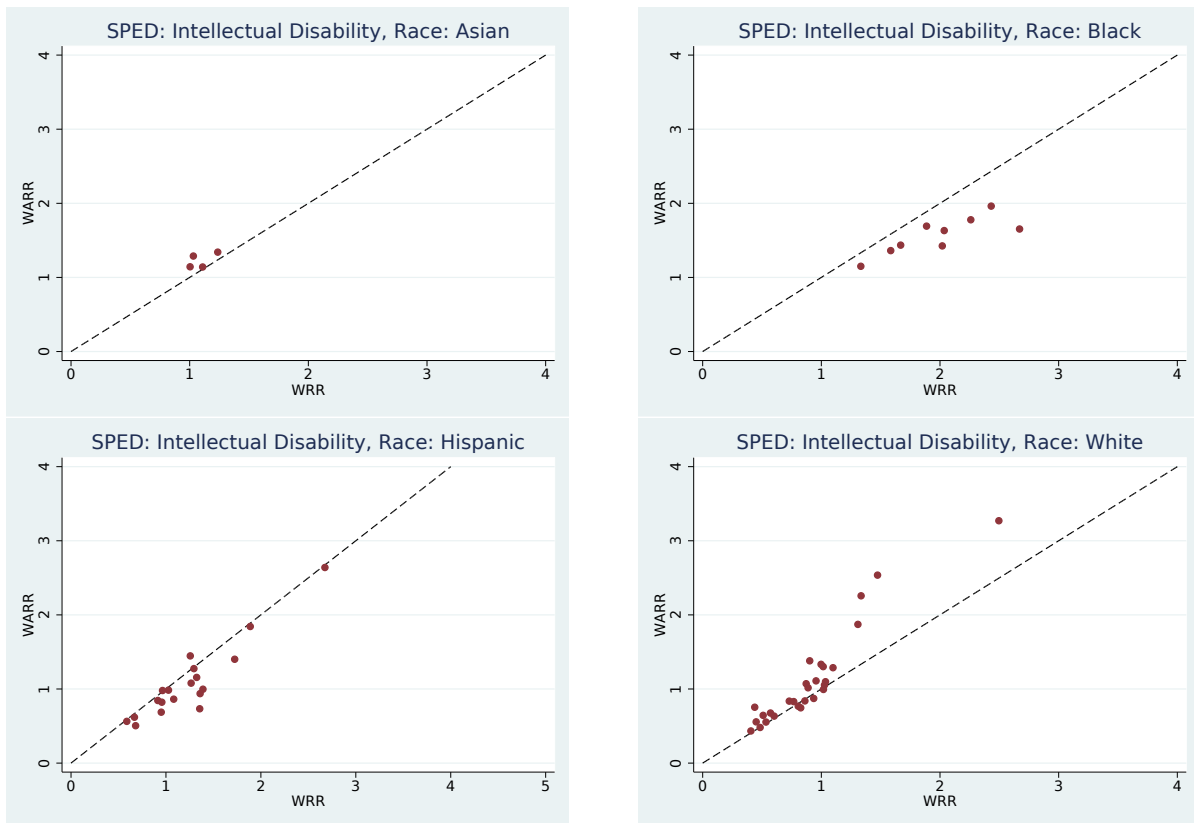 SPED: Intellectual Disability, Race: Asian
WARR
4
3
2
1
0
0 1 2 3 4
WRR
SPED: Intellectual Disability, Race: Black
WARR
4
3
2
1
0
0 1 2 3 4
WRR
SPED: Intellectual Disability, Race: Hispanic
WARR
4
3
2
1
0
0 1 2 3 4 5
WRR
SPED: Intellectual Disability, Race: White
WARR
4
3
2
1
0
0 1 2 3 4
WRR